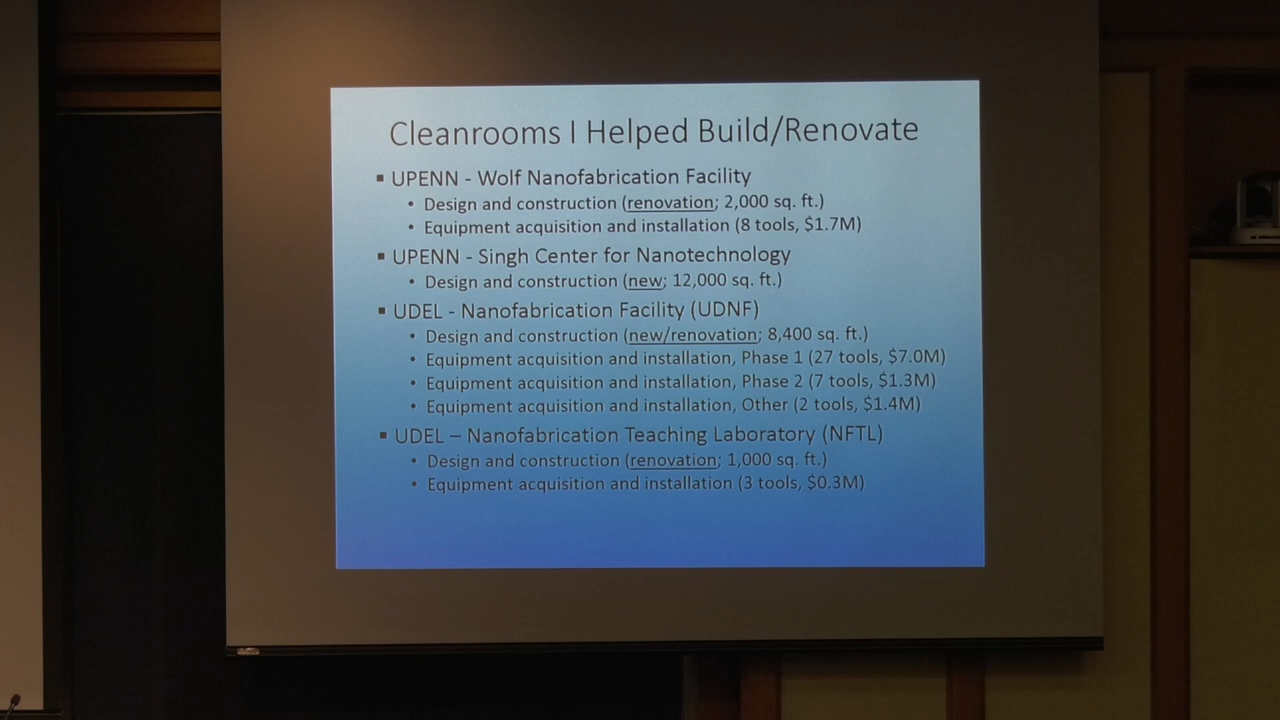 Cleanrooms I Helped Build/Renovate
▪ UPENN - Wolf Nanofabrication Facility
• Design and construction (renovation; 2,000 sq. ft.)
• Equipment acquisition and installation (8 tools, $1.7M)
▪ UPENN - Singh Center for Nanotechnology
• Design and construction (new; 12,000 sq. ft.)
▪ UDEL - Nanofabrication Facility (UDNF)
• Design and construction (new/renovation; 8,400 sq. ft.)
• Equipment acquisition and installation, Phase 1 (27 tools, $7.0M)
• Equipment acquisition and installation, Phase 2 (7 tools, $1.3M)
• Equipment acquisition and installation, Other (2 tools, $1.4M)
▪ UDEL – Nanofabrication Teaching Laboratory (NFTL)
• Design and construction (renovation; 1,000 sq. ft.)
• Equipment acquisition and installation (3 tools, $0.3M)